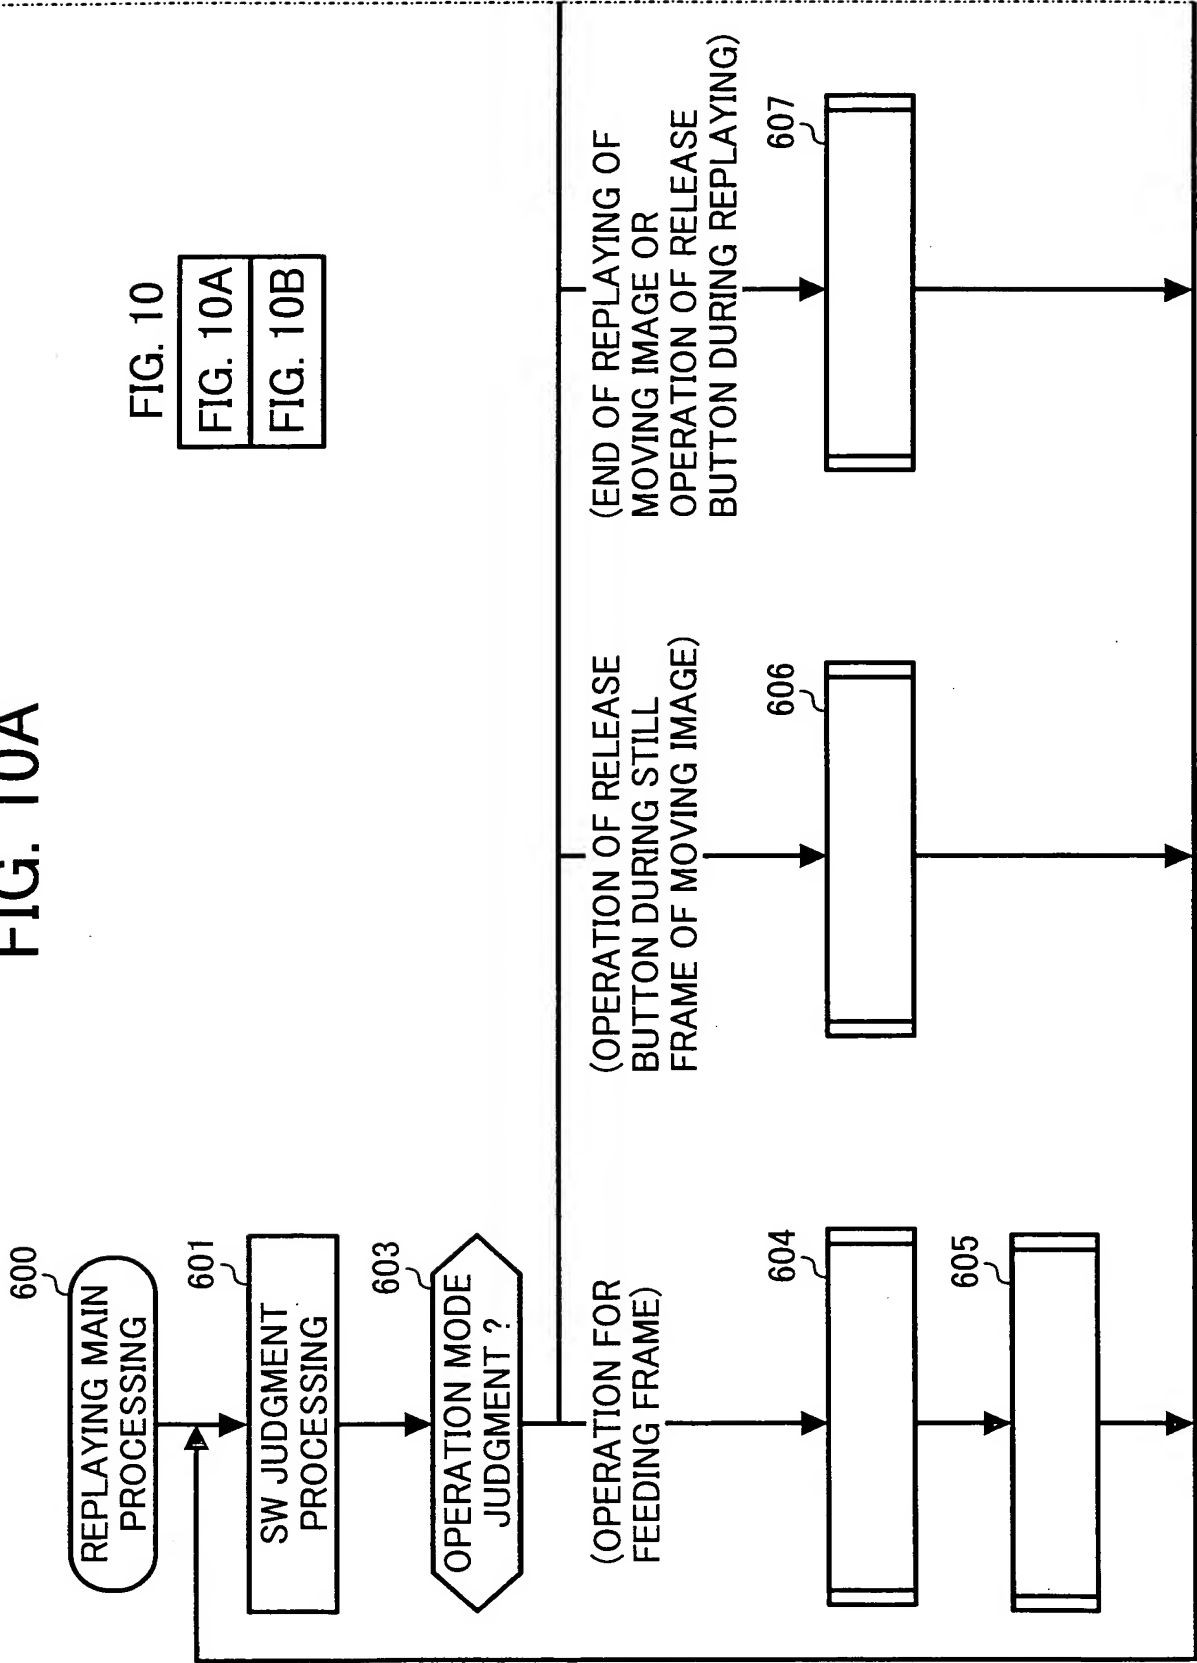 FIG. 10A
FIG. 10
FIG. 10A
FIG. 10B
600
REPLAYING MAIN
PROCESSING
601
SW JUDGMENT
PROCESSING
603
OPERATION MODE
JUDGMENT ?
(OPERATION FOR
FEEDING FRAME)
(OPERATION OF RELEASE
BUTTON DURING STILL
FRAME OF MOVING IMAGE)
(END OF REPLAYING OF
MOVING IMAGE OR
OPERATION OF RELEASE
BUTTON DURING REPLAYING)
604
605
606
607